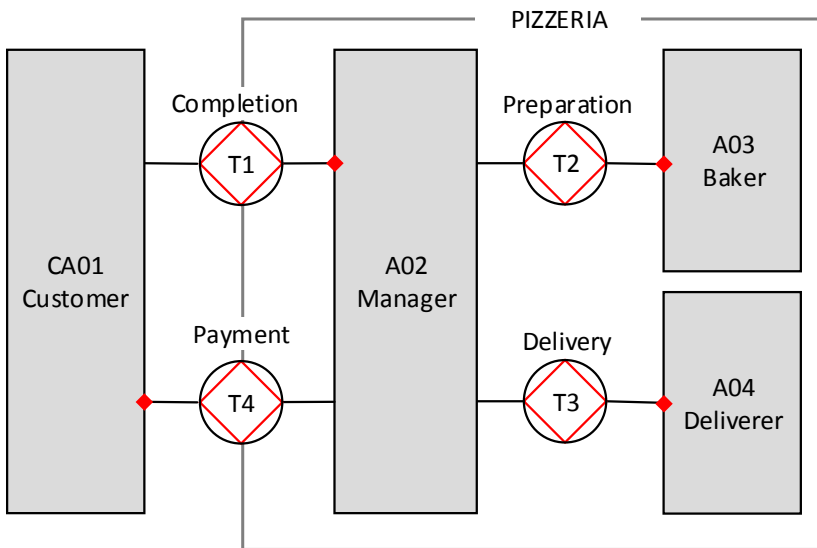 PIZZERIA
Completion
Preparation
T1
T2
A03
Baker
CA01
Customer
A02
Manager
Payment
Delivery
T4
T3
A04
Deliverer